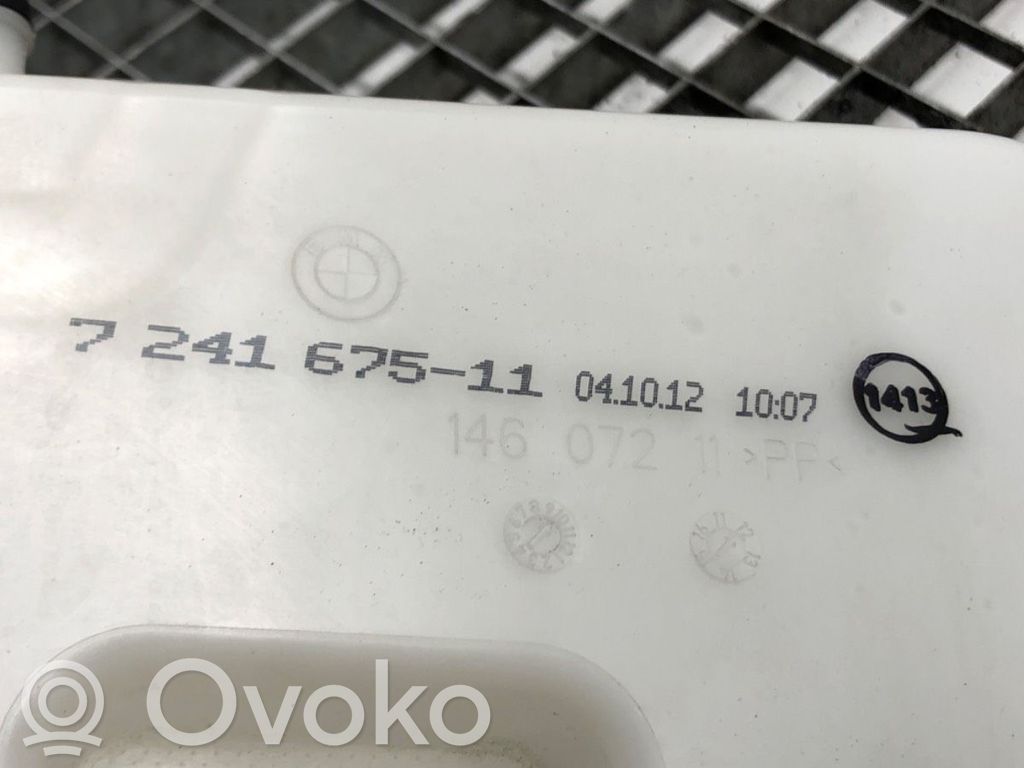 7 241 675-11 04.10.12 10:07 1413
146 072 11 >PP<
Ovoko